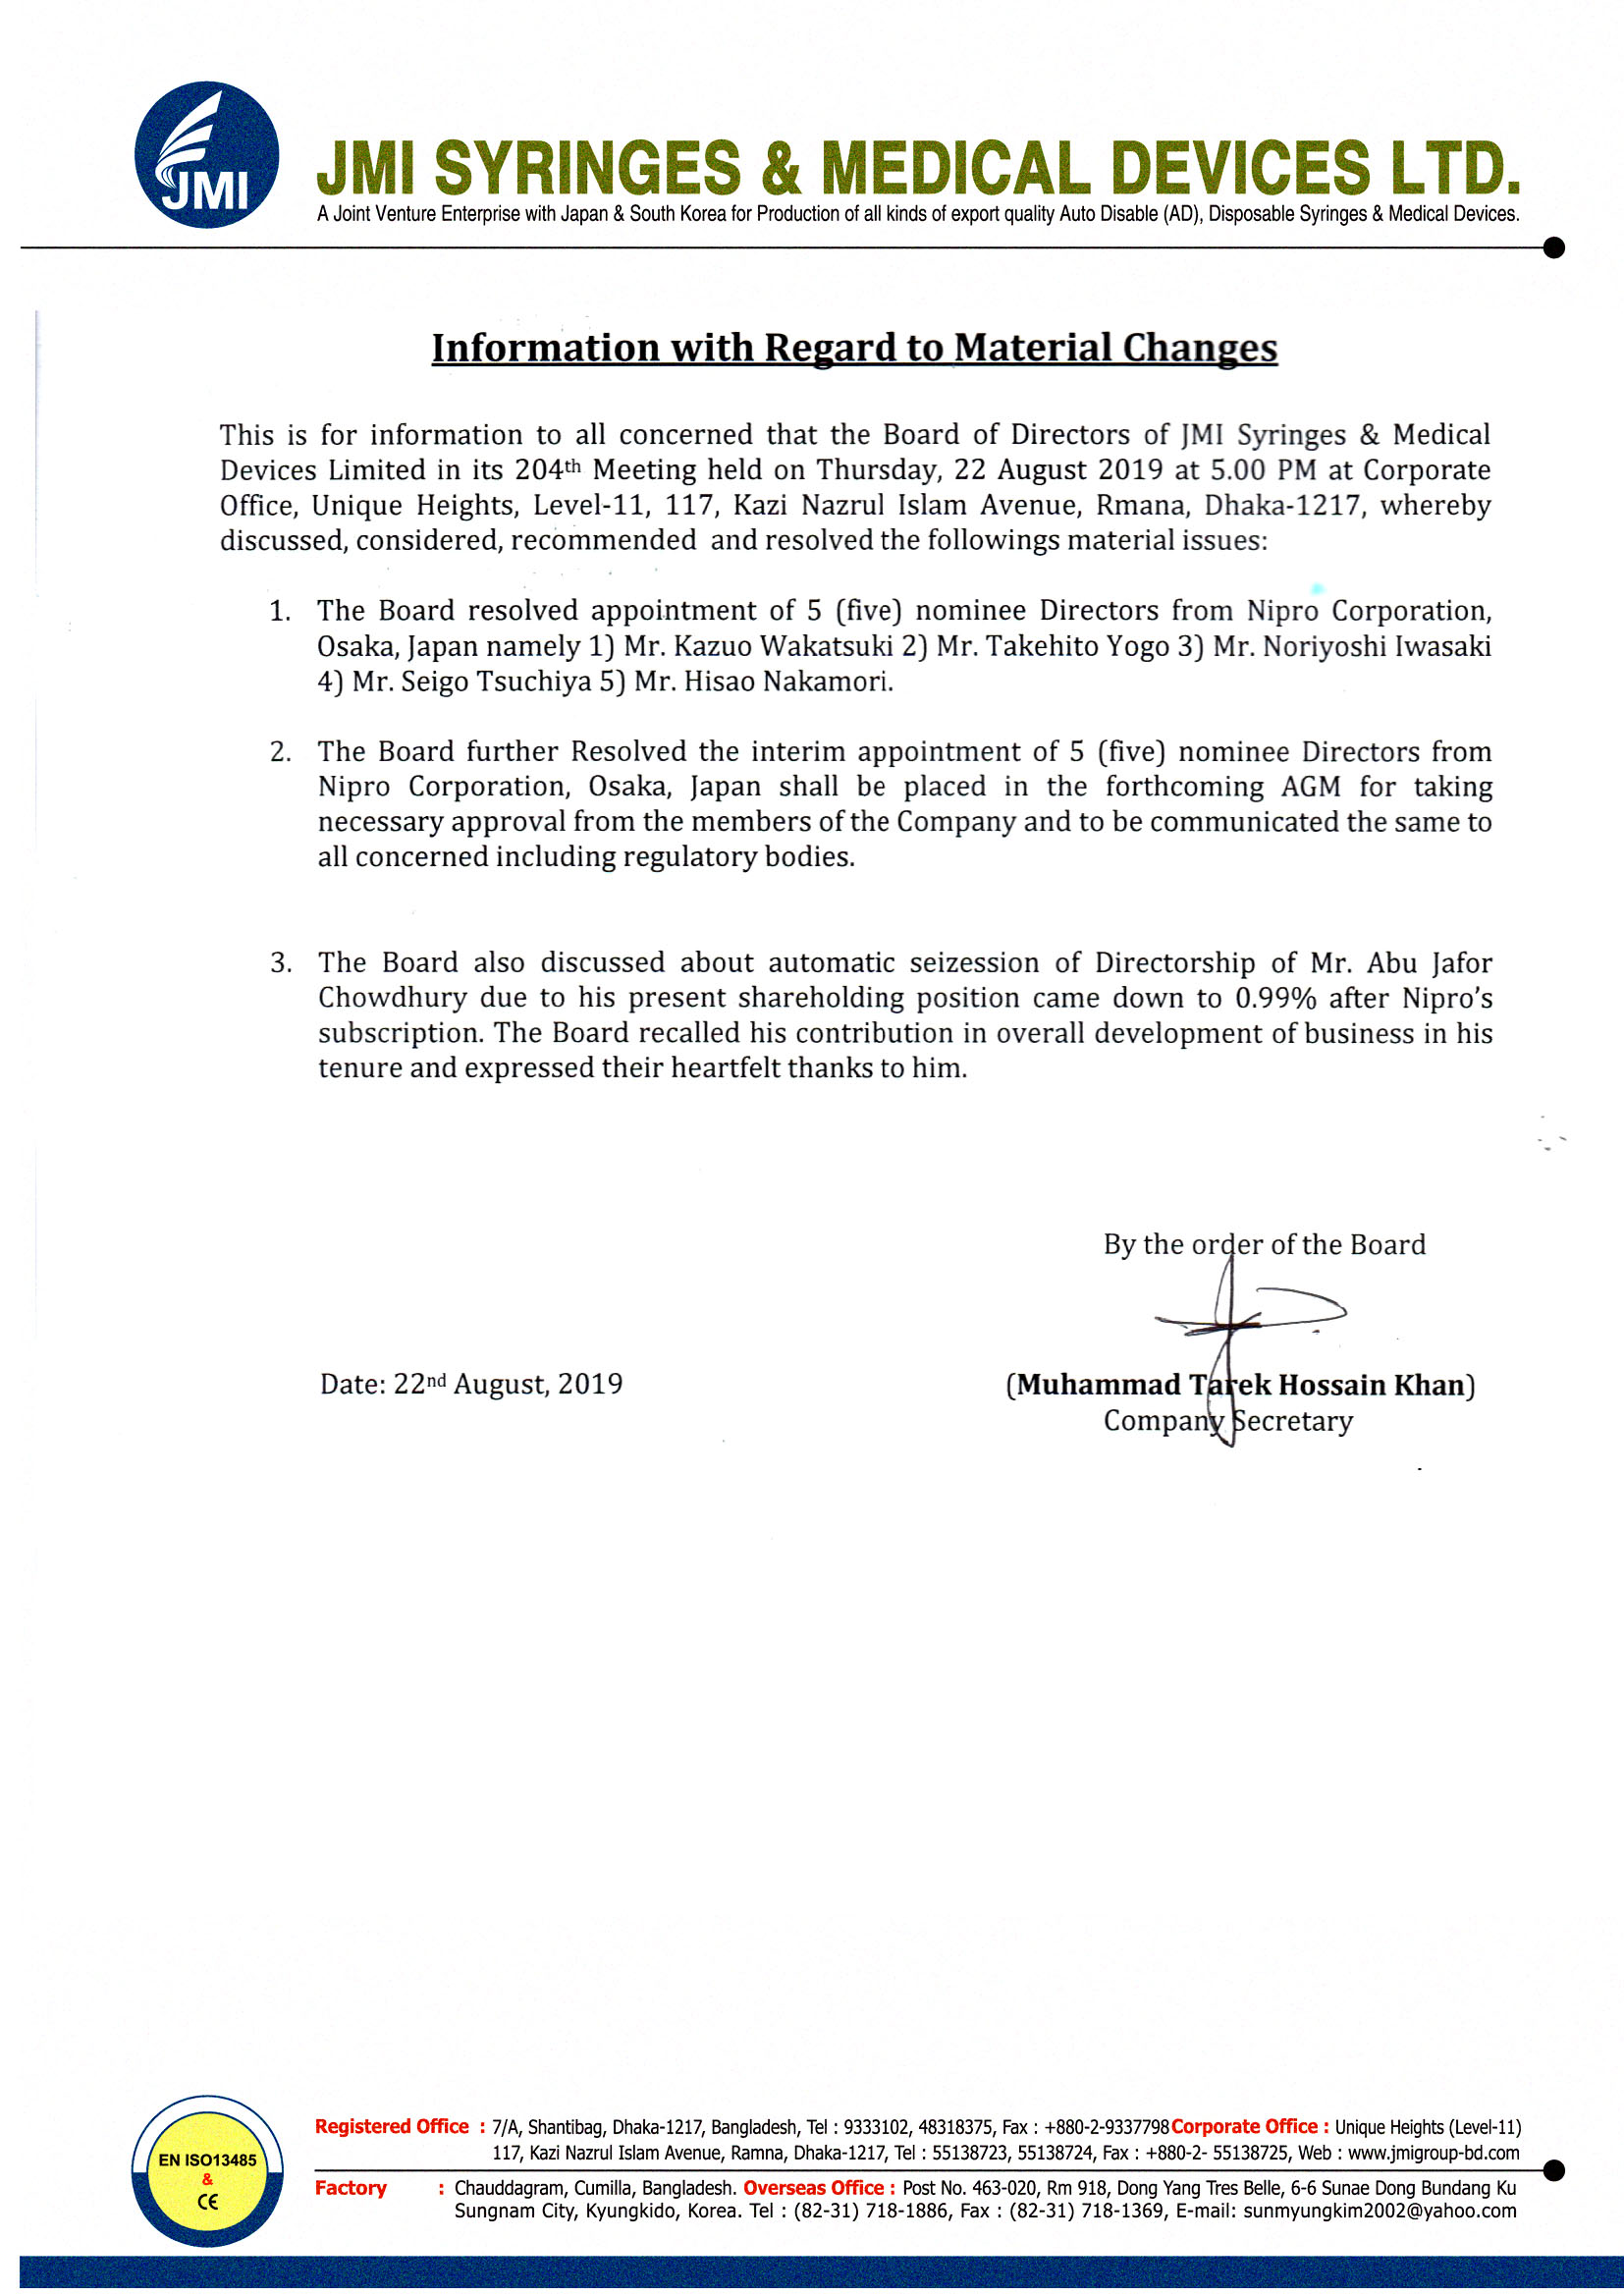 JMI
JMI SYRINGES & MEDICAL DEVICES LTD.
A Joint Venture Enterprise with Japan & South Korea for Production of all kinds of export quality Auto Disable (AD), Disposable Syringes & Medical Devices.
Information with Regard to Material Changes
This is for information to all concerned that the Board of Directors of JMI Syringes & Medical
Devices Limited in its 204th Meeting held on Thursday, 22 August 2019 at 5.00 PM at Corporate
Office, Unique Heights, Level-11, 117, Kazi Nazrul Islam Avenue, Rmana, Dhaka-1217, whereby
discussed, considered, recommended and resolved the followings material issues:
1. The Board resolved appointment of 5 (five) nominee Directors from Nipro Corporation,
Osaka, Japan namely 1) Mr. Kazuo Wakatsuki 2) Mr. Takehito Yogo 3) Mr. Noriyoshi Iwasaki
4) Mr. Seigo Tsuchiya 5) Mr. Hisao Nakamori.
2. The Board further Resolved the interim appointment of 5 (five) nominee Directors from
Nipro Corporation, Osaka, Japan shall be placed in the forthcoming AGM for taking
necessary approval from the members of the Company and to be communicated the same to
all concerned including regulatory bodies.
3. The Board also discussed about automatic seizession of Directorship of Mr. Abu Jafor
Chowdhury due to his present shareholding position came down to 0.99% after Nipro's
subscription. The Board recalled his contribution in overall development of business in his
tenure and expressed their heartfelt thanks to him.
By the order of the Board
Date: 22nd August, 2019
(Muhammad Tarek Hossain Khan)
Company Secretary
EN ISO13485
&
CE
Registered Office : 7/A, Shantibag, Dhaka-1217, Bangladesh, Tel : 9333102, 48318375, Fax : +880-2-9337798 Corporate Office : Unique Heights (Level-11)
117, Kazi Nazrul Islam Avenue, Ramna, Dhaka-1217, Tel : 55138723, 55138724, Fax : +880-2- 55138725, Web : www.jmigroup-bd.com
Factory : Chauddagram, Cumilla, Bangladesh. Overseas Office : Post No. 463-020, Rm 918, Dong Yang Tres Belle, 6-6 Sunae Dong Bundang Ku
Sungnam City, Kyungkido, Korea. Tel : (82-31) 718-1886, Fax : (82-31) 718-1369, E-mail: sunmyungkim2002@yahoo.com